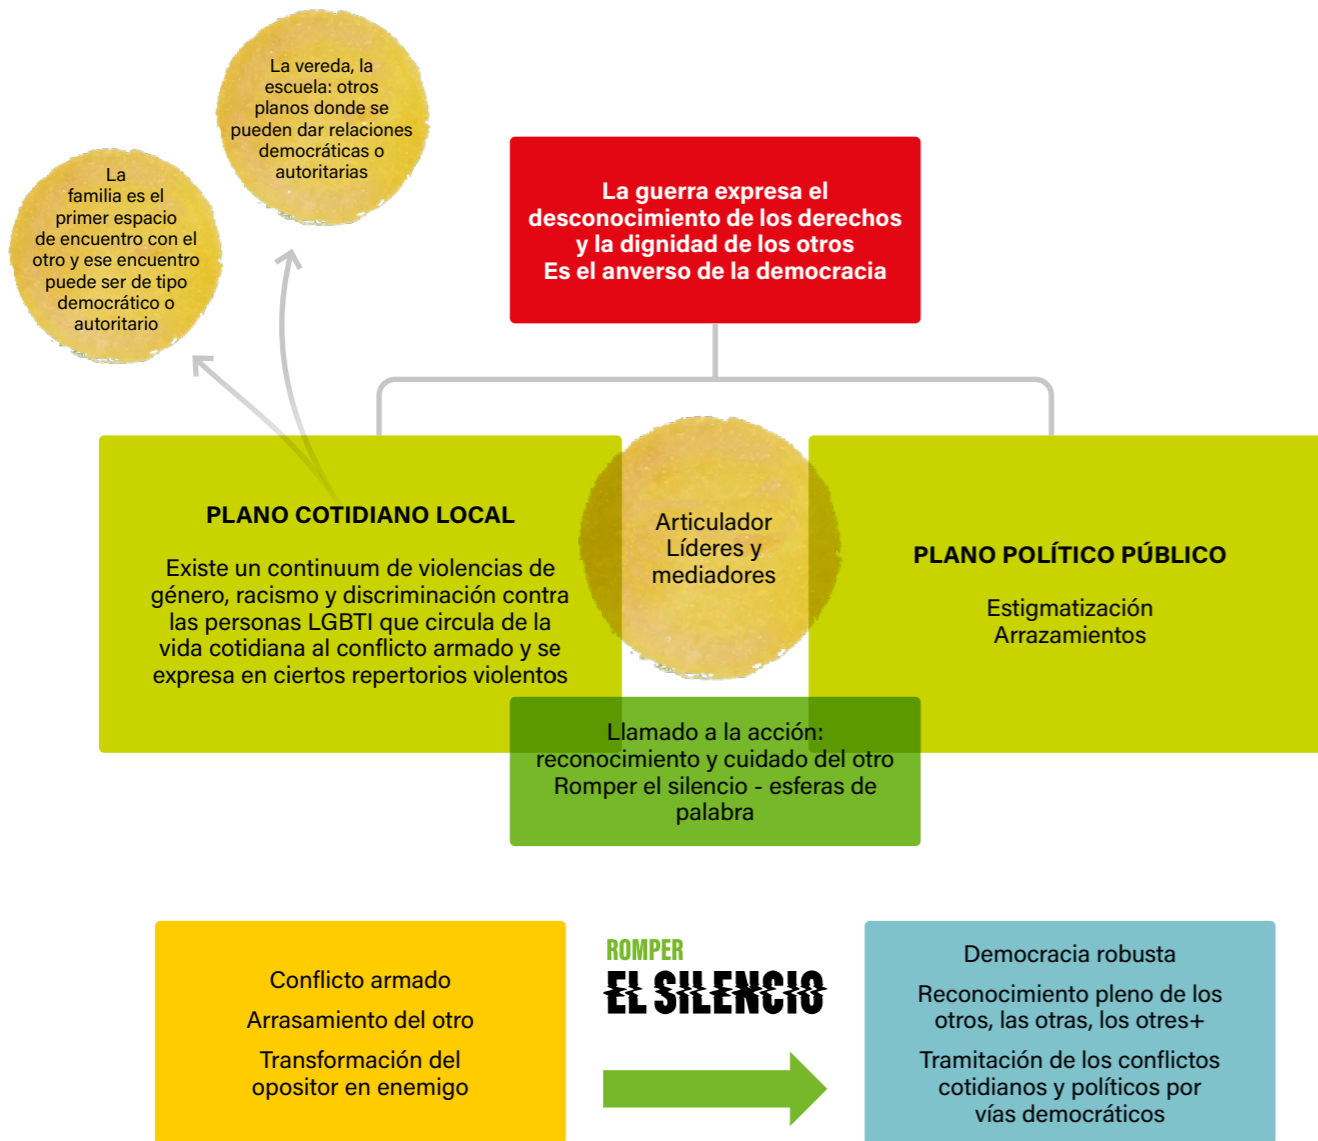 La vereda, la
escuela: otros
planos donde se
pueden dar relaciones
democráticas o
autoritarias
La
familia es el
primer espacio
de encuentro con el
otro y ese encuentro
puede ser de tipo
democrático o
autoritario
La guerra expresa el
desconocimiento de los derechos
y la dignidad de los otros
Es el anverso de la democracia
PLANO COTIDIANO LOCAL
Existe un continuum de violencias de
género, racismo y discriminación contra
las personas LGBTI que circula de la
vida cotidiana al conflicto armado y se
expresa en ciertos repertorios violentos
Articulador
Líderes y
mediadores
PLANO POLÍTICO PÚBLICO
Estigmatización
Arrazamientos
Llamado a la acción:
reconocimiento y cuidado del otro
Romper el silencio - esferas de
palabra
Conflicto armado
Arrasamiento del otro
Transformación del
opositor en enemigo
ROMPER
EL SILENCIO
Democracia robusta
Reconocimiento pleno de los
otros, las otras, los otres+
Tramitación de los conflictos
cotidianos y políticos por
vías democráticos